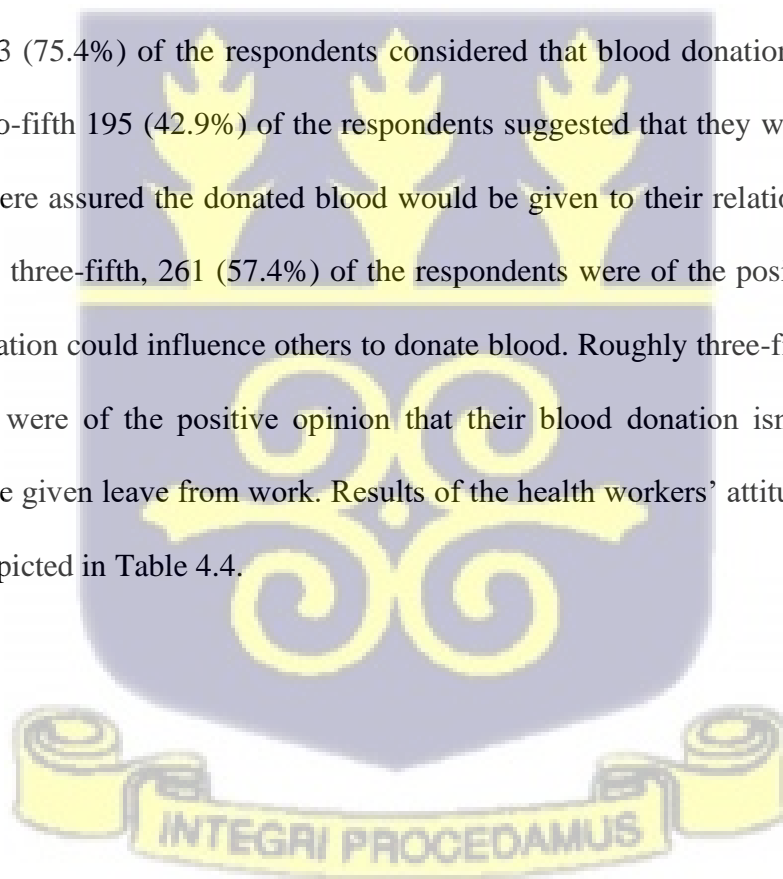 3 (75.4%) of the respondents considered that blood donation
o-fifth 195 (42.9%) of the respondents suggested that they w
ere assured the donated blood would be given to their relatio
three-fifth, 261 (57.4%) of the respondents were of the posi
ation could influence others to donate blood. Roughly three-f
were of the positive opinion that their blood donation isn
e given leave from work. Results of the health workers’ attitu
picted in Table 4.4.
INTEGRI PROCEDAMUS